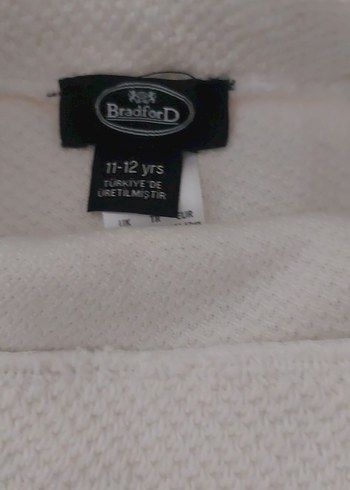 BradforD
11-12 yrs
TÜRKİYE'DE
ÜRETİLMİŞTİR
UK TR EUR